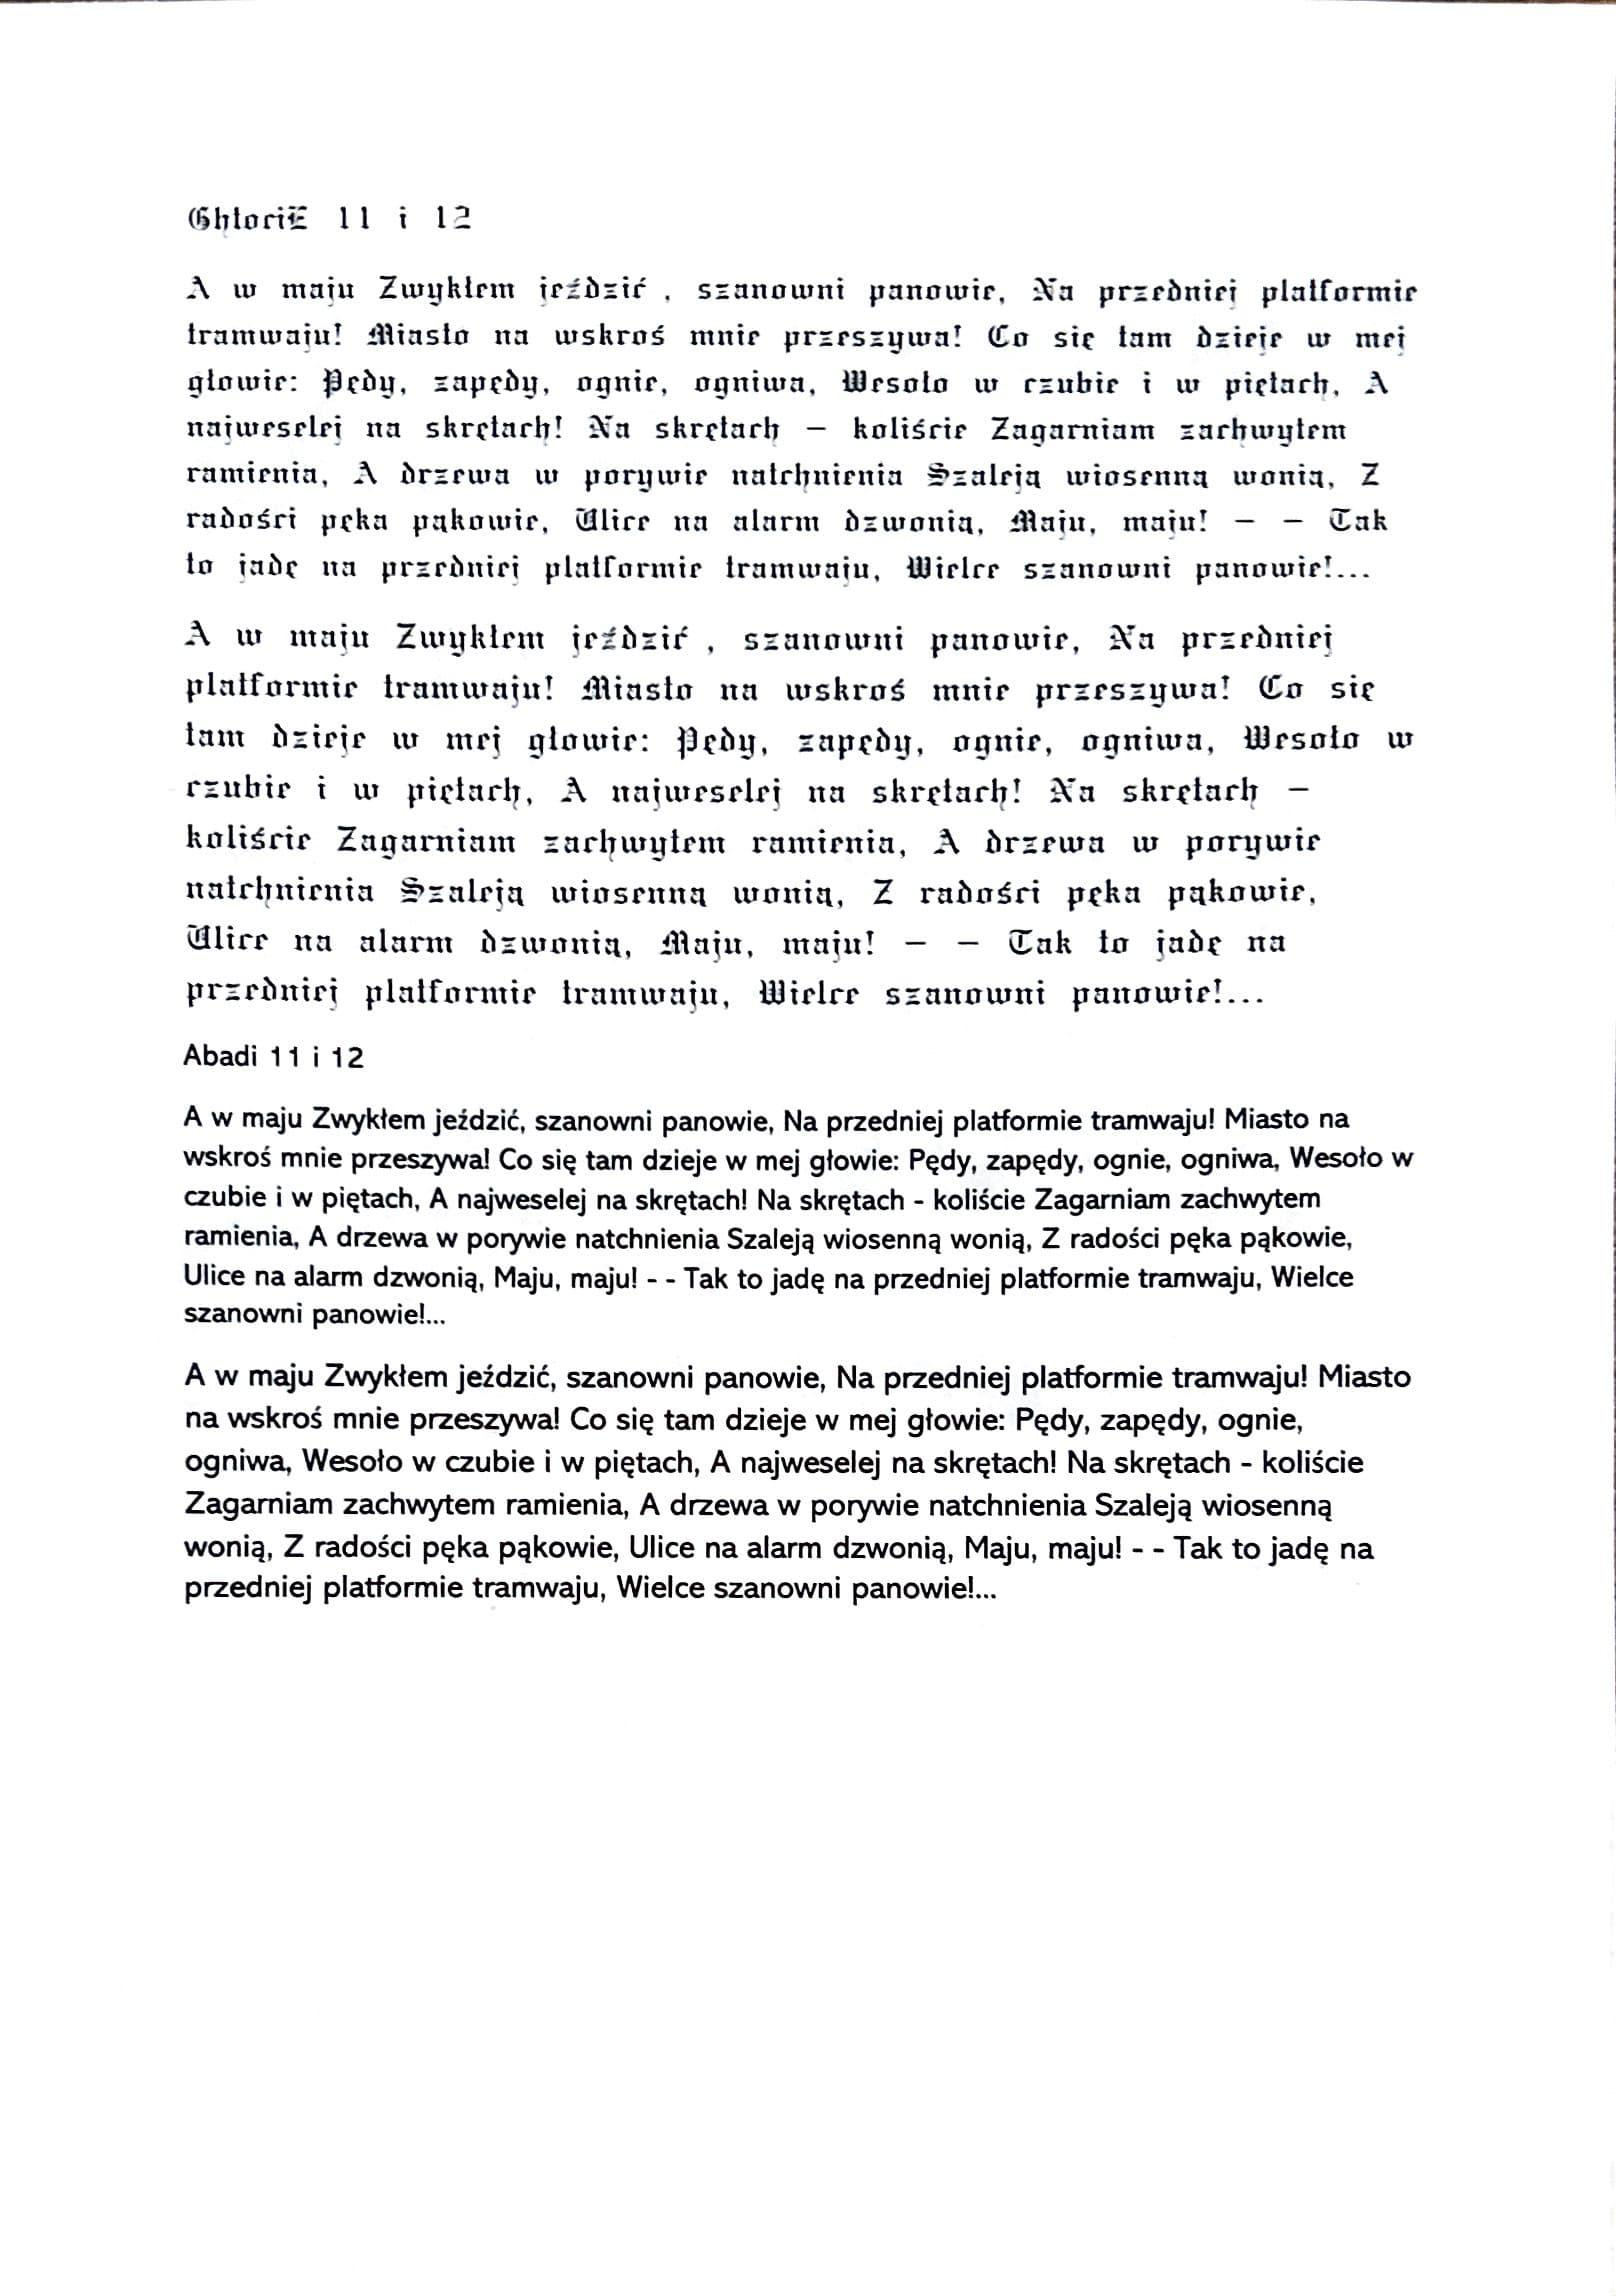 GhtoriE 11 i 12
A w maju Zwykłem jeździć , szanowni panowie, Na przedniej platformie
tramwaju! Miasto na wskroś mnie przeszywa! Co się tam dzieje w mej
głowie: Pędy, zapędy, ognie, ogniwa, Wesoło w czubie i w piętach, A
najweselej na skrętach! Na skrętach – koliście Zagarniam zachwytem
ramienia, A drzewa w porywie natchnienia Szaleją wiosenną wonią, Z
radości pęka pąkowie, Ulice na alarm dzwonią, Maju, maju! – – Tak
to jadę na przedniej platformie tramwaju, Wielce szanowni panowie!...
A w maju Zwykłem jeździć , szanowni panowie, Na przedniej
platformie tramwaju! Miasto na wskroś mnie przeszywa! Co się
tam dzieje w mej głowie: Pędy, zapędy, ognie, ogniwa, Wesoło w
czubie i w piętach, A najweselej na skrętach! Na skrętach –
koliście Zagarniam zachwytem ramienia, A drzewa w porywie
natchnienia Szaleją wiosenną wonią, Z radości pęka pąkowie,
Ulice na alarm dzwonią, Maju, maju! – – Tak to jadę na
przedniej platformie tramwaju, Wielce szanowni panowie!...
Abadi 11 i 12
A w maju Zwykłem jeździć, szanowni panowie, Na przedniej platformie tramwaju! Miasto na
wskroś mnie przeszywa! Co się tam dzieje w mej głowie: Pędy, zapędy, ognie, ogniwa, Wesoło w
czubie i w piętach, A najweselej na skrętach! Na skrętach - koliście Zagarniam zachwytem
ramienia, A drzewa w porywie natchnienia Szaleją wiosenną wonią, Z radości pęka pąkowie,
Ulice na alarm dzwonią, Maju, maju! - - Tak to jadę na przedniej platformie tramwaju, Wielce
szanowni panowie!...
A w maju Zwykłem jeździć, szanowni panowie, Na przedniej platformie tramwaju! Miasto
na wskroś mnie przeszywa! Co się tam dzieje w mej głowie: Pędy, zapędy, ognie,
ogniwa, Wesoło w czubie i w piętach, A najweselej na skrętach! Na skrętach - koliście
Zagarniam zachwytem ramienia, A drzewa w porywie natchnienia Szaleją wiosenną
wonią, Z radości pęka pąkowie, Ulice na alarm dzwonią, Maju, maju! - - Tak to jadę na
przedniej platformie tramwaju, Wielce szanowni panowie!...